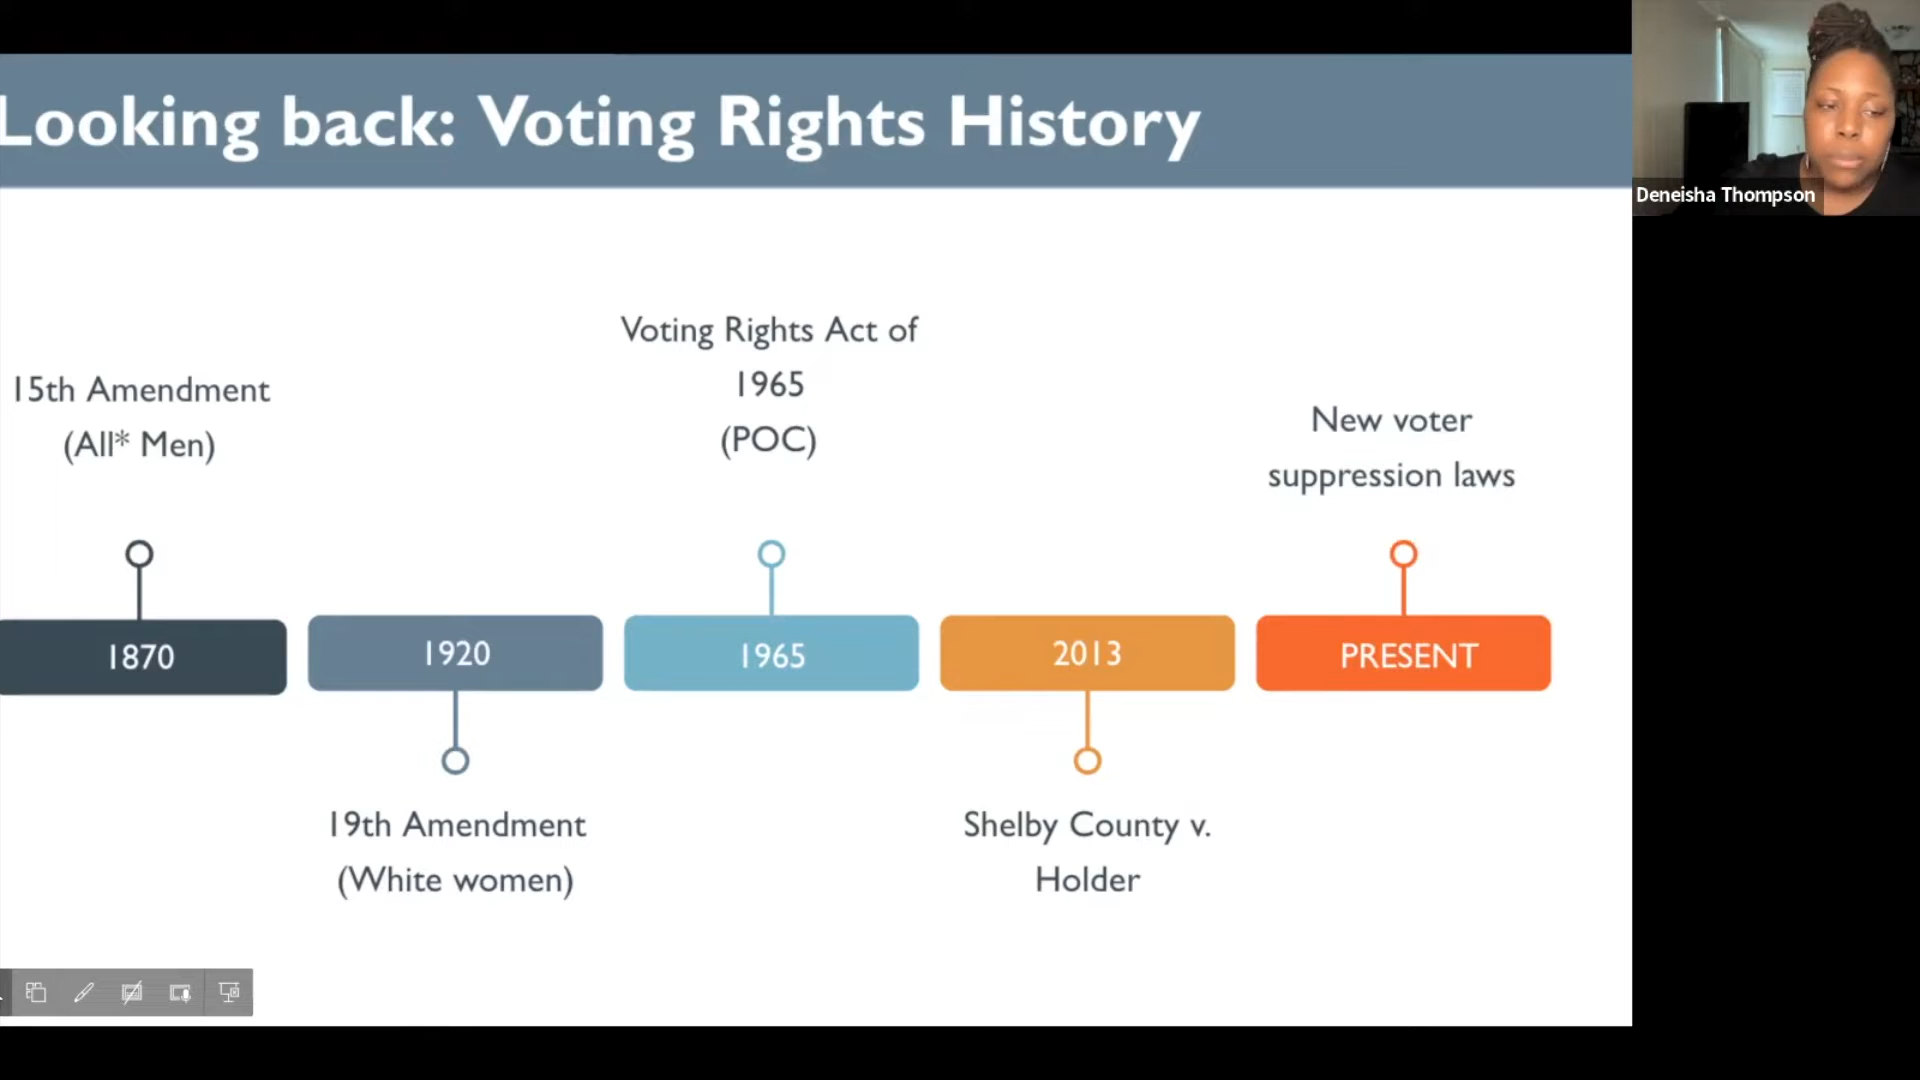 Looking back: Voting Rights History
Deneisha Thompson
Voting Rights Act of
1965
(POC)
15th Amendment
(All* Men)
New voter
suppression laws
1870
1920
1965
2013
PRESENT
19th Amendment
(White women)
Shelby County v.
Holder